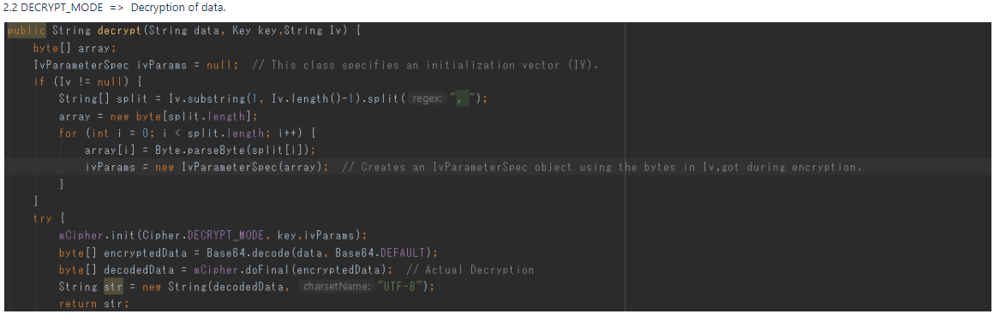 2.2 DECRYPT_MODE => Decryption of data.
public String decrypt(String data, Key key,String Iv) {
byte[] array;
IvParameterSpec ivParams = null; // This class specifies an initialization vector (IV).
if (Iv != null) {
String[] split = Iv.substring(1, Iv.length()-1).split( regex: ", ");
array = new byte[split.length];
for (int i = 0; i < split.length; i++) {
array[i] = Byte.parseByte(split[i]);
ivParams = new IvParameterSpec(array); // Creates an IvParameterSpec object using the bytes in Iv,got during encryption.
}
}
try {
mCipher.init(Cipher.DECRYPT_MODE, key,ivParams);
byte[] encryptedData = Base64.decode(data, Base64.DEFAULT);
byte[] decodedData = mCipher.doFinal(encryptedData); // Actual Decryption
String str = new String(decodedData, charsetName: "UTF-8");
return str;